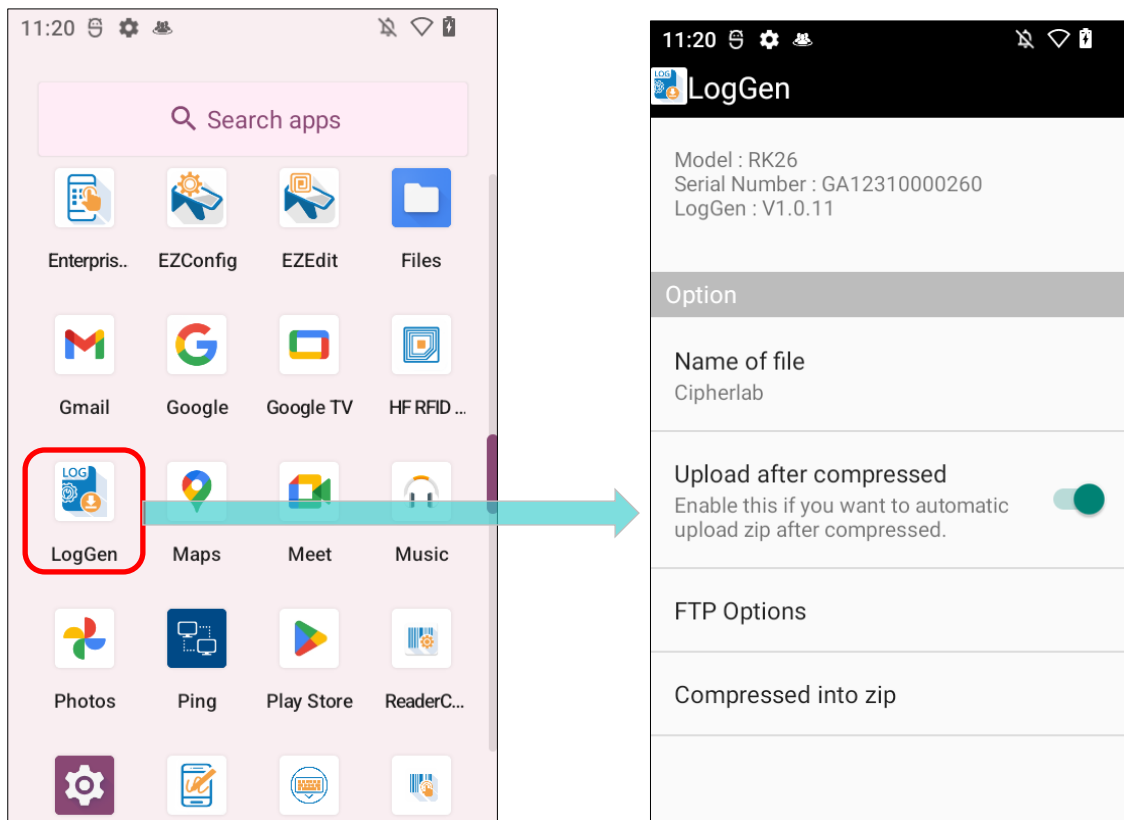 11:20
Search apps
Enterpris.. EZConfig EZEdit Files
Gmail Google Google TV HF RFID ...
LOG
LogGen Maps Meet Music
Photos Ping Play Store ReaderC...
11:20
LOG
LogGen
Model : RK26
Serial Number : GA12310000260
LogGen : V1.0.11
Option
Name of file
Cipherlab
Upload after compressed
Enable this if you want to automatic
upload zip after compressed.
FTP Options
Compressed into zip